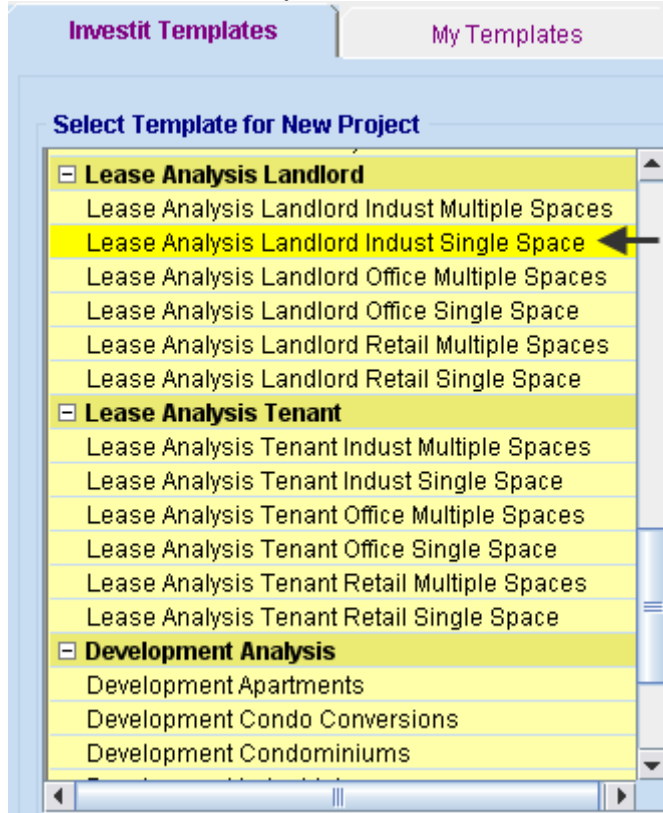 Investit Templates
My Templates
Select Template for New Project
Lease Analysis Landlord
Lease Analysis Landlord Indust Multiple Spaces
Lease Analysis Landlord Indust Single Space
Lease Analysis Landlord Office Multiple Spaces
Lease Analysis Landlord Office Single Space
Lease Analysis Landlord Retail Multiple Spaces
Lease Analysis Landlord Retail Single Space
Lease Analysis Tenant
Lease Analysis Tenant Indust Multiple Spaces
Lease Analysis Tenant Indust Single Space
Lease Analysis Tenant Office Multiple Spaces
Lease Analysis Tenant Office Single Space
Lease Analysis Tenant Retail Multiple Spaces
Lease Analysis Tenant Retail Single Space
Development Analysis
Development Apartments
Development Condo Conversions
Development Condominiums